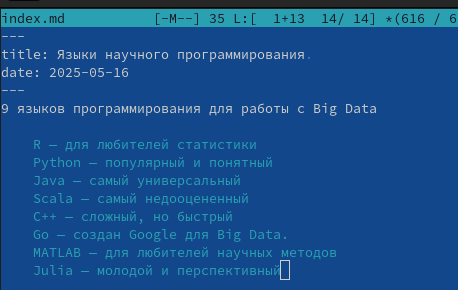 index.md [-M--] 35 L:[ 1+13 14/ 14] *(616 / 6
---
title: Языки научного программирования.
date: 2025-05-16
---
9 языков программирования для работы с Big Data
R — для любителей статистики
Python — популярный и понятный
Java — самый универсальный
Scala — самый недооцененный
C++ — сложный, но быстрый
Go — создан Google для Big Data.
MATLAB — для любителей научных методов
Julia — молодой и перспективный